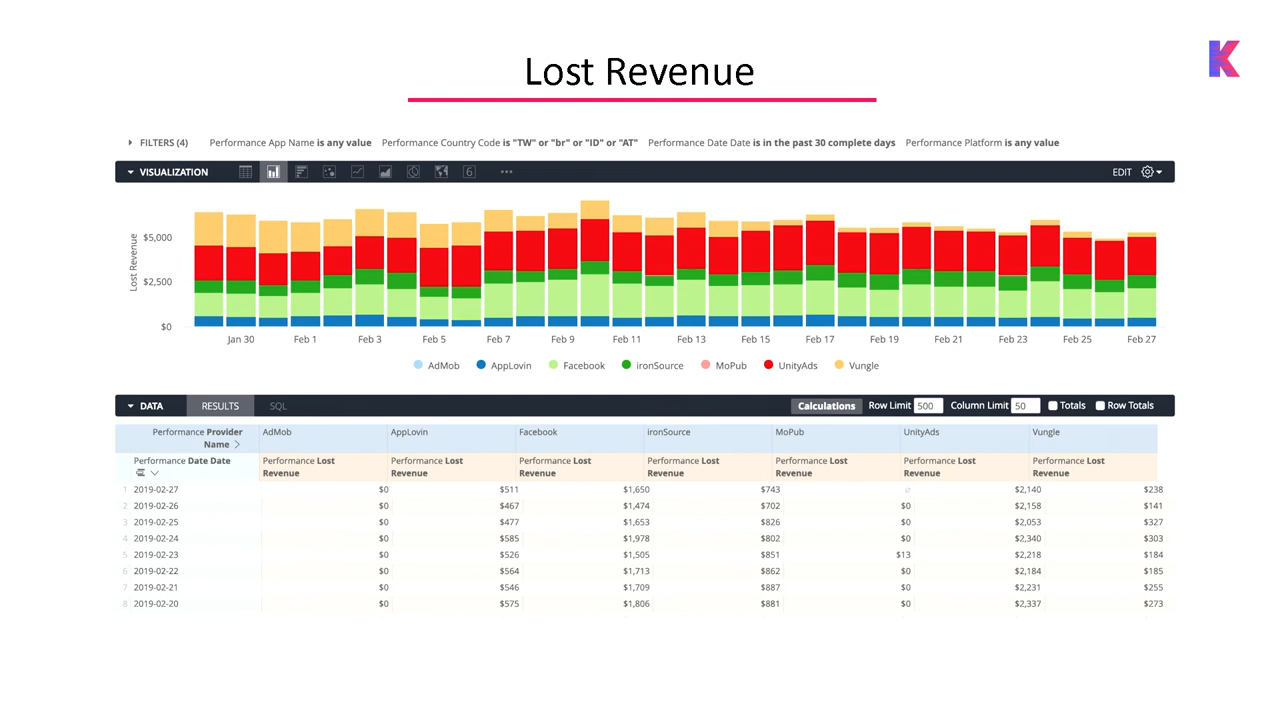 Lost Revenue
K
FILTERS (4) Performance App Name is any value Performance Country Code is "TW" or "br" or "ID" or "AT" Performance Date Date is in the past 30 complete days Performance Platform is any value
VISUALIZATION 6 ••• EDIT
Lost Revenue
$5,000
$2,500
$0
Jan 30 Feb 1 Feb 3 Feb 5 Feb 7 Feb 9 Feb 11 Feb 13 Feb 15 Feb 17 Feb 19 Feb 21 Feb 23 Feb 25 Feb 27
AdMob AppLovin Facebook ironSource MoPub UnityAds Vungle
DATA RESULTS SQL Calculations Row Limit 500 Column Limit 50 Totals Row Totals
Performance Provider AdMob AppLovin Facebook ironSource MoPub UnityAds Vungle
Name
Performance Date Date Performance Lost Performance Lost Performance Lost Performance Lost Performance Lost Performance Lost Performance Lost
Revenue Revenue Revenue Revenue Revenue Revenue Revenue
1 2019-02-27 $0 $511 $1,650 $743 ∅ $2,140 $238
2 2019-02-26 $0 $467 $1,474 $702 $0 $2,158 $141
3 2019-02-25 $0 $477 $1,653 $826 $0 $2,053 $327
4 2019-02-24 $0 $585 $1,978 $802 $0 $2,340 $303
5 2019-02-23 $0 $526 $1,505 $851 $13 $2,218 $184
6 2019-02-22 $0 $564 $1,713 $862 $0 $2,184 $185
7 2019-02-21 $0 $546 $1,709 $887 $0 $2,231 $255
8 2019-02-20 $0 $575 $1,806 $881 $0 $2,337 $273